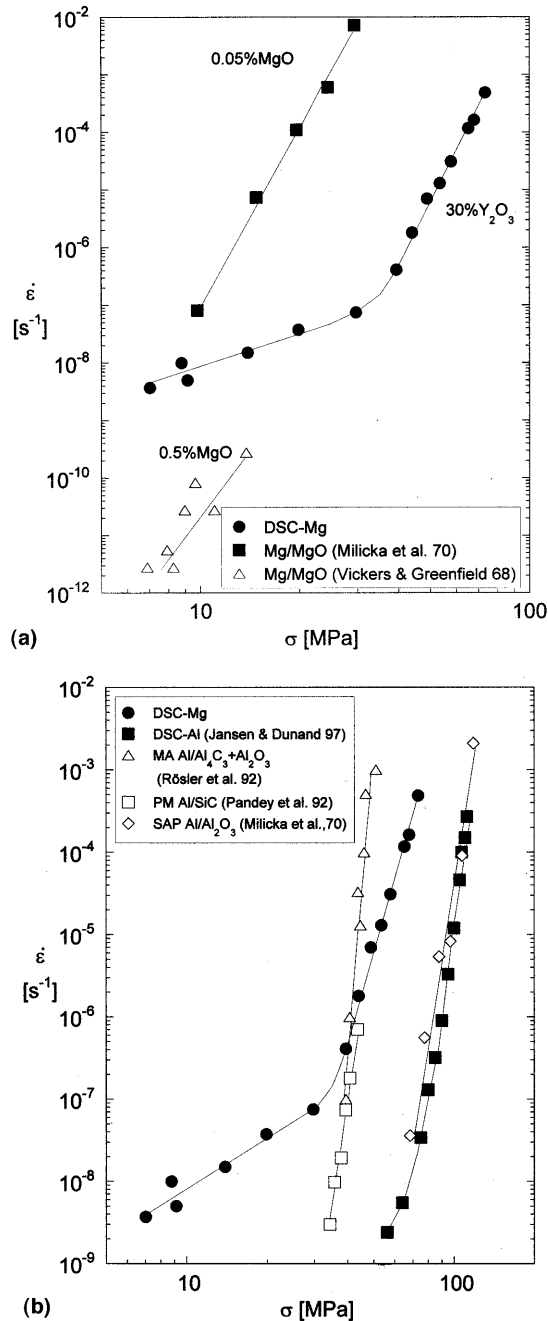 10⁻²
0.05%MgO
10⁻⁴
30%Y₂O₃
10⁻⁶
ε̇
[s⁻¹]
10⁻⁸
0.5%MgO
10⁻¹⁰
DSC-Mg
Mg/MgO (Milicka et al. 70)
Mg/MgO (Vickers & Greenfield 68)
10⁻¹²
10
100
(a)
σ [MPa]
10⁻²
DSC-Mg
DSC-Al (Jansen & Dunand 97)
MA Al/Al₄C₃+Al₂O₃
(Rösler et al. 92)
PM Al/SiC (Pandey et al. 92)
SAP Al/Al₂O₃ (Milicka et al.,70)
10⁻³
10⁻⁴
10⁻⁵
ε̇
[s⁻¹]
10⁻⁶
10⁻⁷
10⁻⁸
10⁻⁹
10
100
(b)
σ [MPa]